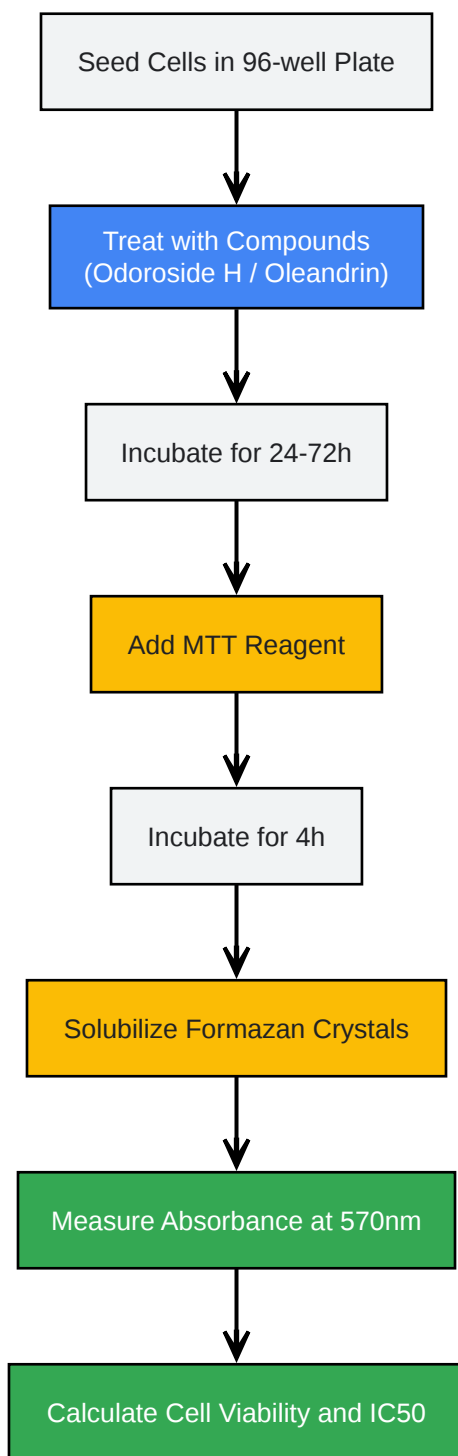 Seed Cells in 96-well Plate
Treat with Compounds
(Odoroside H / Oleandrin)
Incubate for 24-72h
Add MTT Reagent
Incubate for 4h
Solubilize Formazan Crystals
Measure Absorbance at 570nm
Calculate Cell Viability and IC50